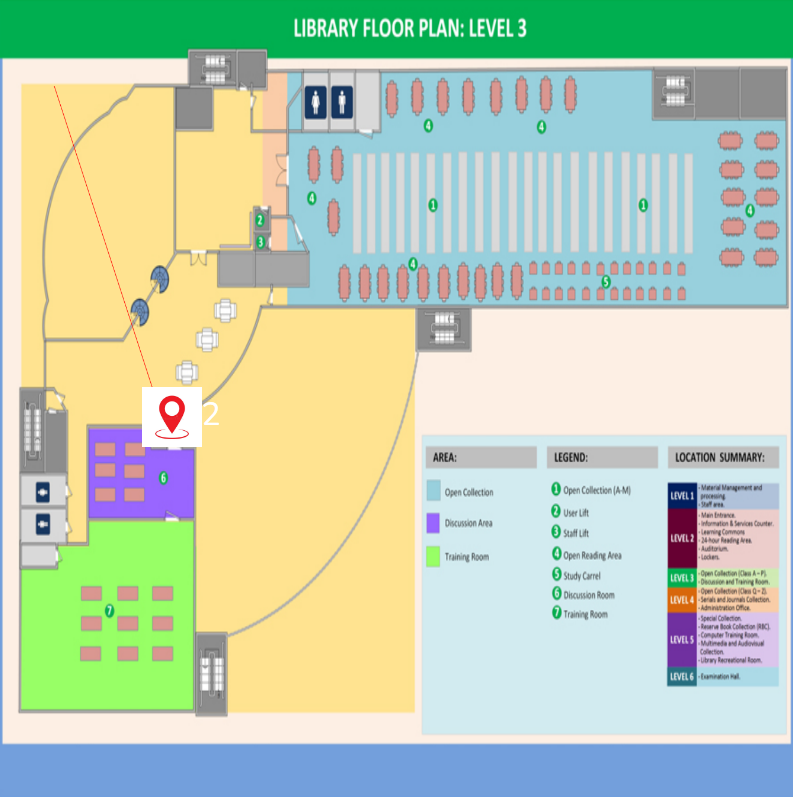 LIBRARY FLOOR PLAN: LEVEL 3
4
4
4
1
1
4
2
3
4
5
2
6
7
AREA:
Open Collection
Discussion Area
Training Room
LEGEND:
1 Open Collection (A-M)
2 User Lift
3 Staff Lift
4 Open Reading Area
5 Study Carrel
6 Discussion Room
7 Training Room
LOCATION SUMMARY:
LEVEL 1
- Material Management and
processing.
- Staff area.
LEVEL 2
- Main Entrance.
- Information & Services Counter.
- Learning Commons
- 24-hour Reading Area.
- Auditorium.
- Lockers.
LEVEL 3
- Open Collection (Class A – P).
- Discussion and Training Room.
LEVEL 4
- Open Collection (Class Q – Z).
- Serials and Journals Collection.
- Administration Office.
LEVEL 5
- Special Collection.
- Reserve Book Collection (RBC).
- Computer Training Room.
- Multimedia and Audiovisual
Collection.
- Library Recreational Room.
LEVEL 6
- Examination Hall.